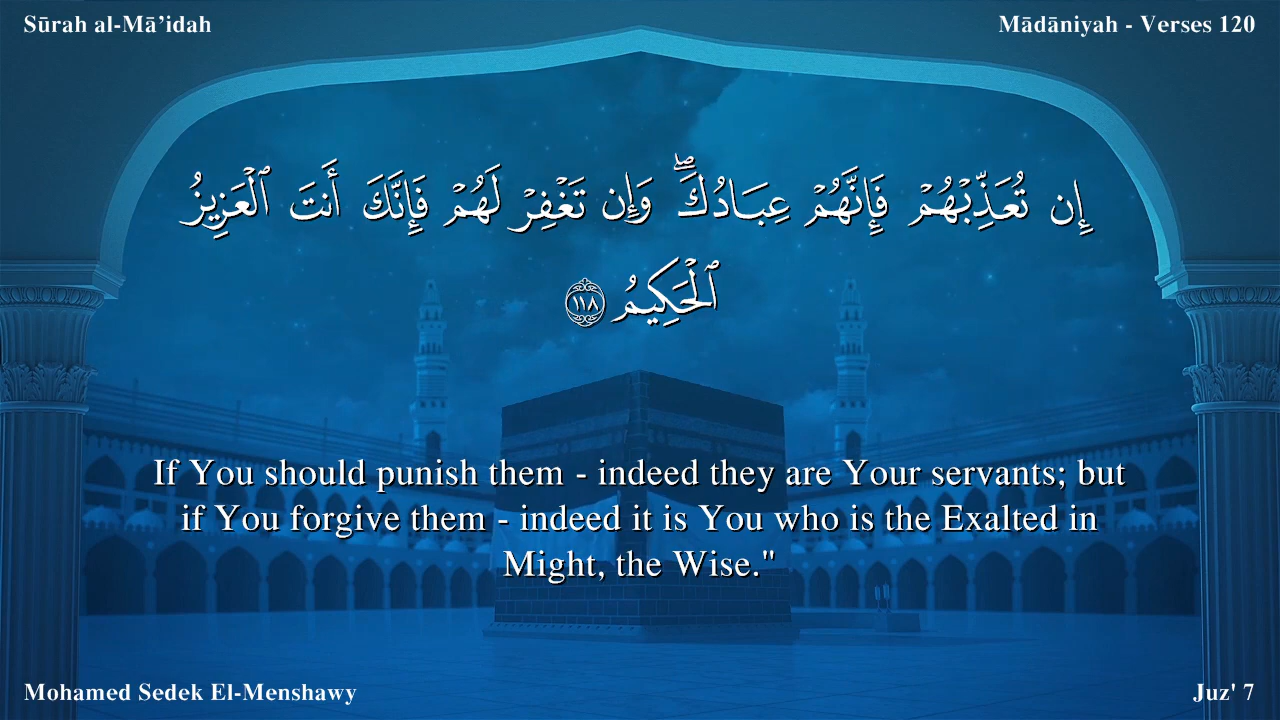 Sūrah al-Mā’idah
Mādāniyah - Verses 120
إِن تُعَذِّبْهُمْ فَإِنَّهُمْ عِبَادُكَ ۖ وَإِن تَغْفِرْ لَهُمْ فَإِنَّكَ أَنتَ ٱلْعَزِيزُ
ٱلْحَكِيمُ ١١٨
If You should punish them - indeed they are Your servants; but
if You forgive them - indeed it is You who is the Exalted in
Might, the Wise."
Mohamed Sedek El-Menshawy
Juz' 7